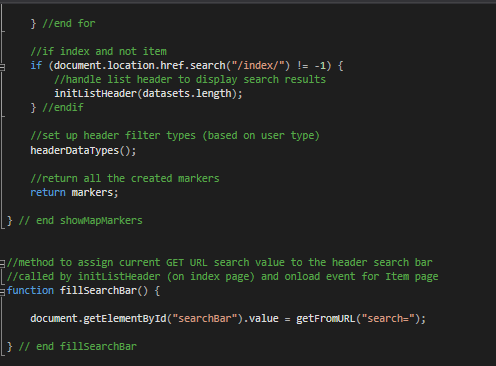 } //end for
//if index and not item
if (document.location.href.search("/index/") != -1) {
//handle list header to display search results
initListHeader(datasets.length);
} //endif
//set up header filter types (based on user type)
headerDataTypes();
//return all the created markers
return markers;
} // end showMapMarkers
//method to assign current GET URL search value to the header search bar
//called by initListHeader (on index page) and onload event for Item page
function fillSearchBar() {
document.getElementById("searchBar").value = getFromURL("search=");
} // end fillSearchBar